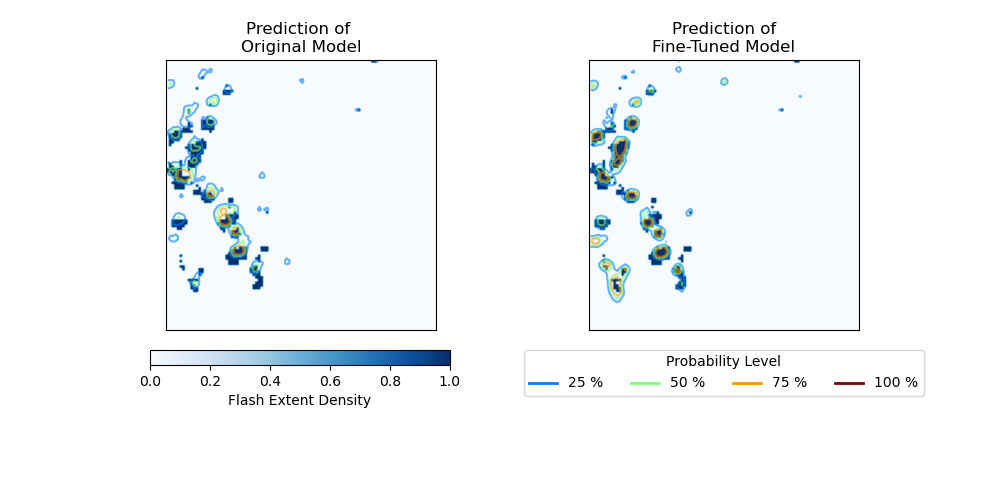 Prediction of
Original Model
Prediction of
Fine-Tuned Model
0.0 0.2 0.4 0.6 0.8 1.0
Flash Extent Density
Probability Level
25 % 50 % 75 % 100 %